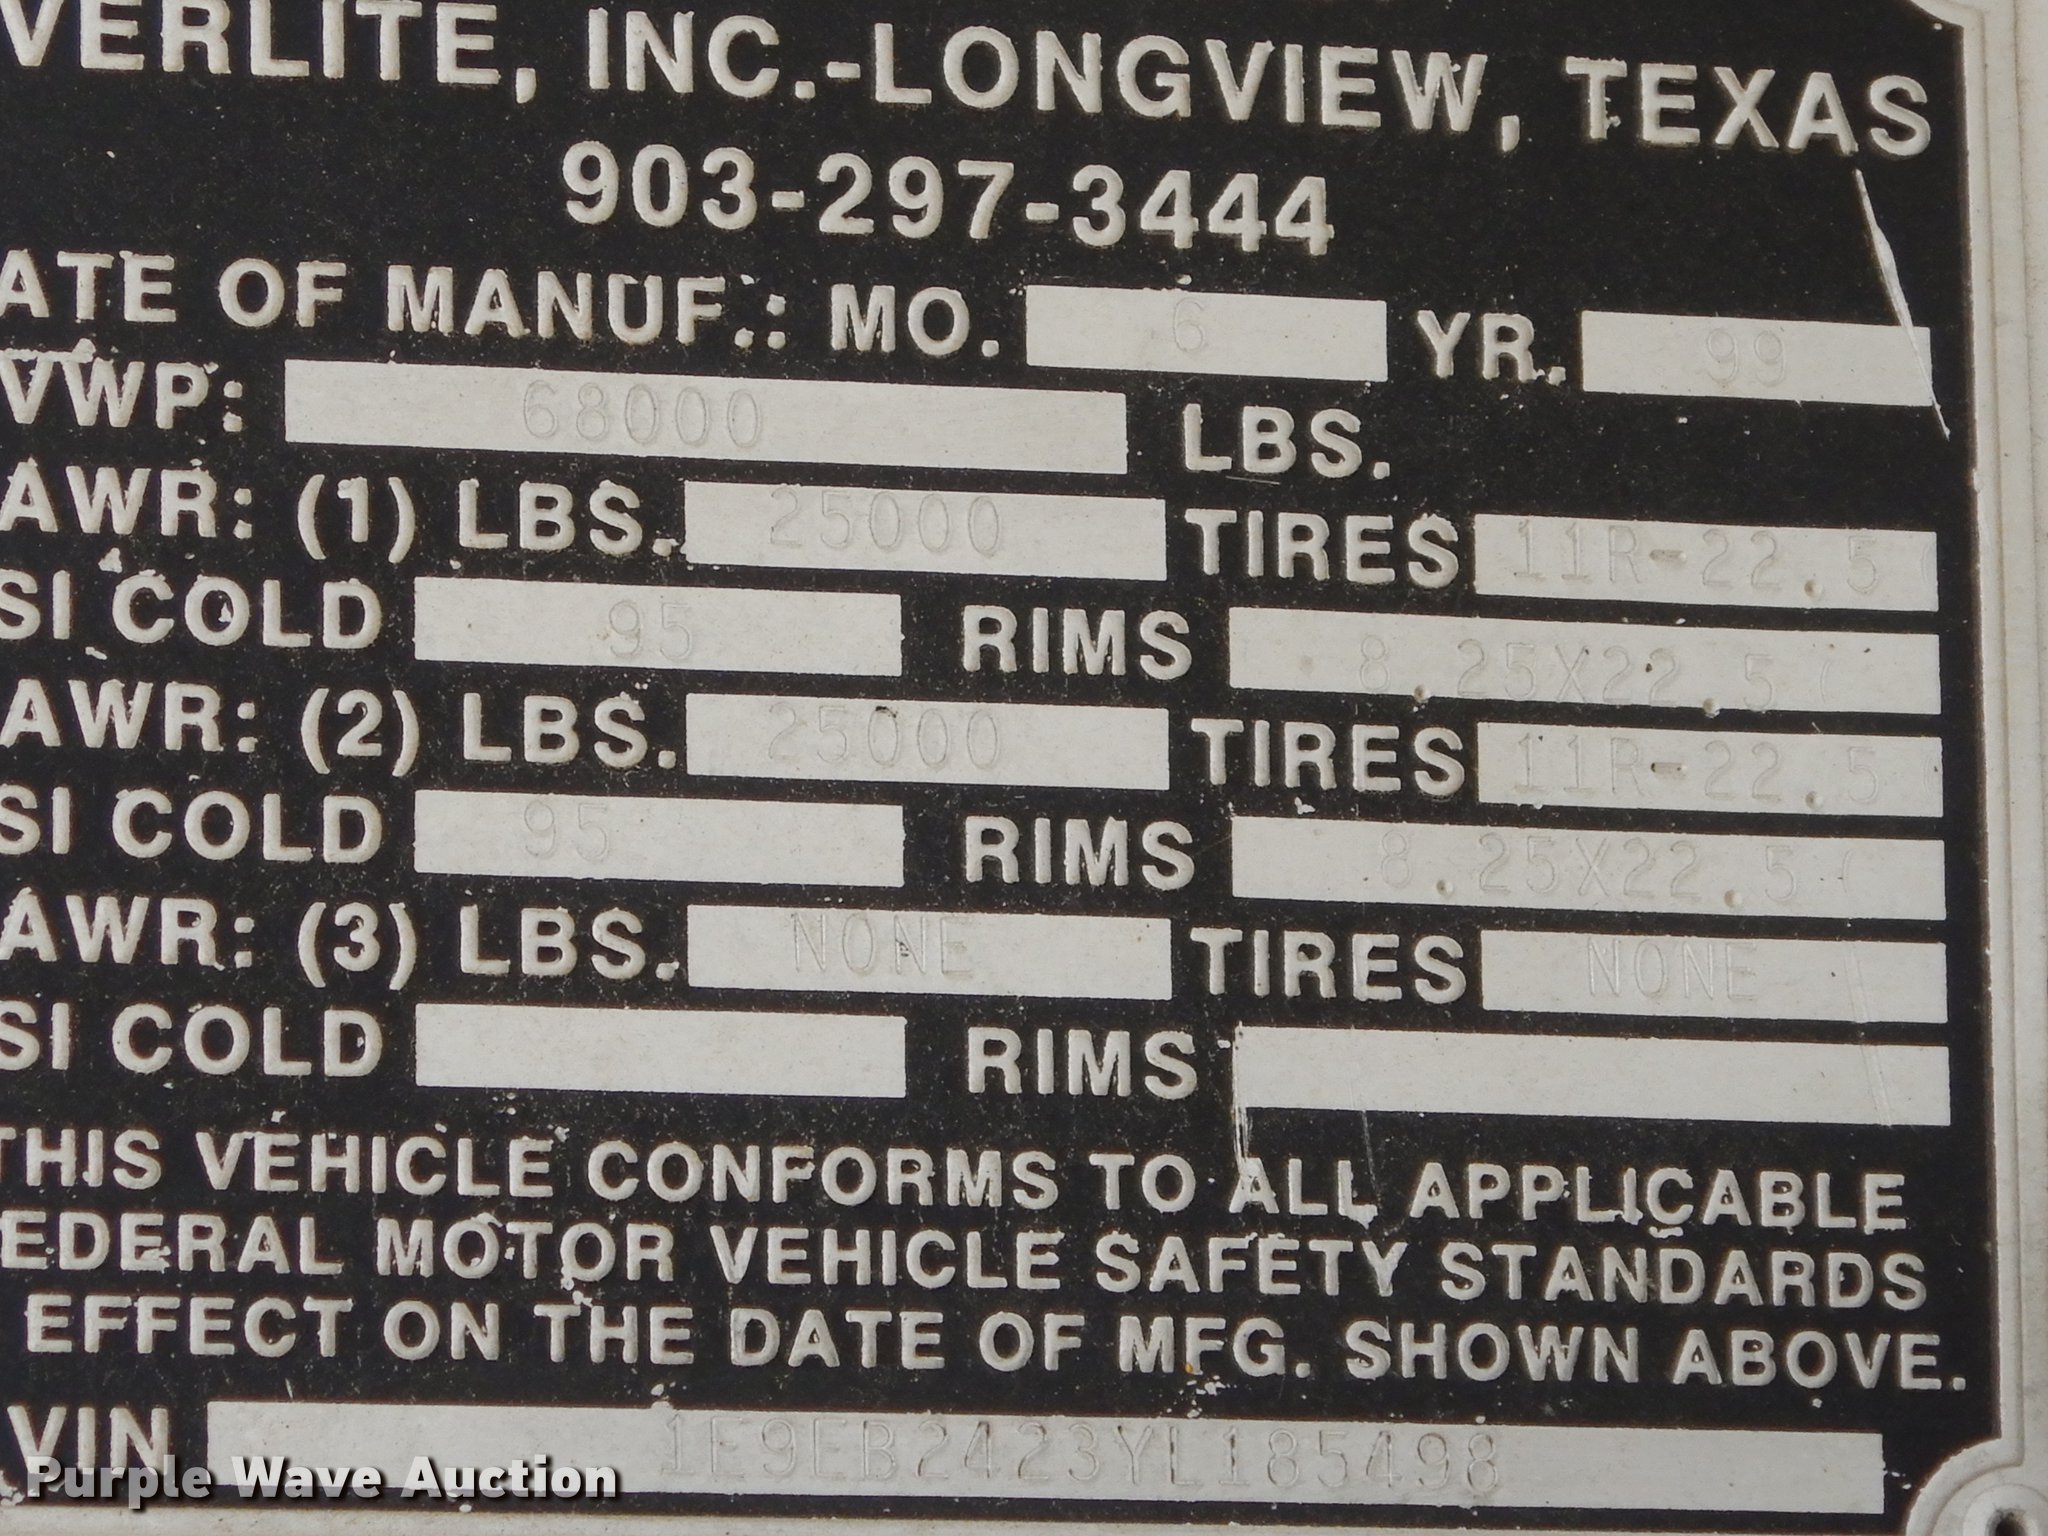 VERLITE, INC.-LONGVIEW, TEXAS
903-297-3444
ATE OF MANUF.: MO. 6 YR. 99
VWP: 68000 LBS.
AWR: (1) LBS. 25000 TIRES 11R-22.5(
SI COLD 95 RIMS 8.25X22.5(
AWR: (2) LBS. 25000 TIRES 11R-22.5(
SI COLD 95 RIMS 8.25X22.5(
AWR: (3) LBS. NONE TIRES NONE
SI COLD RIMS
THIS VEHICLE CONFORMS TO ALL APPLICABLE
EDERAL MOTOR VEHICLE SAFETY STANDARDS
EFFECT ON THE DATE OF MFG. SHOWN ABOVE.
VIN 1E9EB2423YL185498
Purple Wave Auction